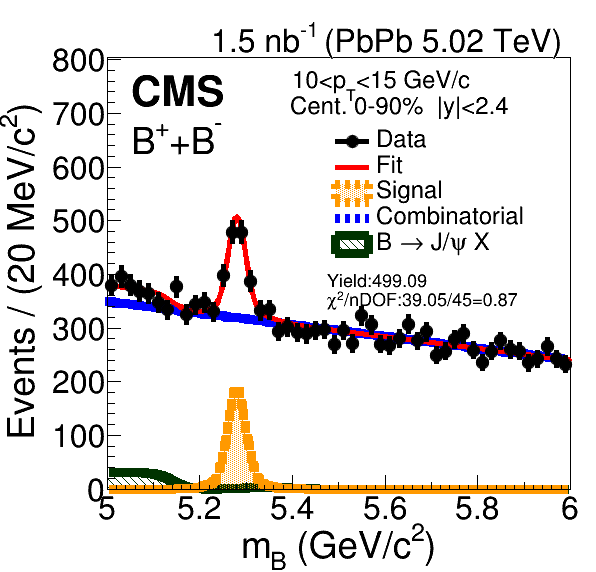 1.5 nb⁻¹ (PbPb 5.02 TeV)
CMS
B⁺+B⁻
10<p_T<15 GeV/c
Cent. 0-90% |y|<2.4
Data
Fit
Signal
Combinatorial
B → J/ψ X
Yield:499.09
χ²/nDOF:39.05/45=0.87
Events / (20 MeV/c²)
800
700
600
500
400
300
200
100
0
5 5.2 5.4 5.6 5.8 6
m_B (GeV/c²)